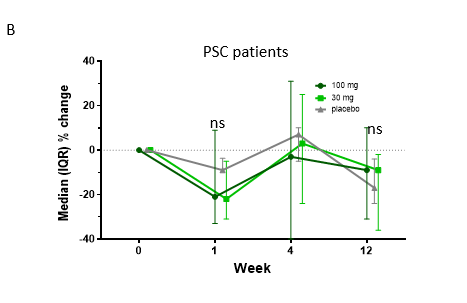 B
PSC patients
40
20
0
-20
-40
Median (IQR) % change
100 mg
30 mg
placebo
ns
ns
0 1 4 12
Week